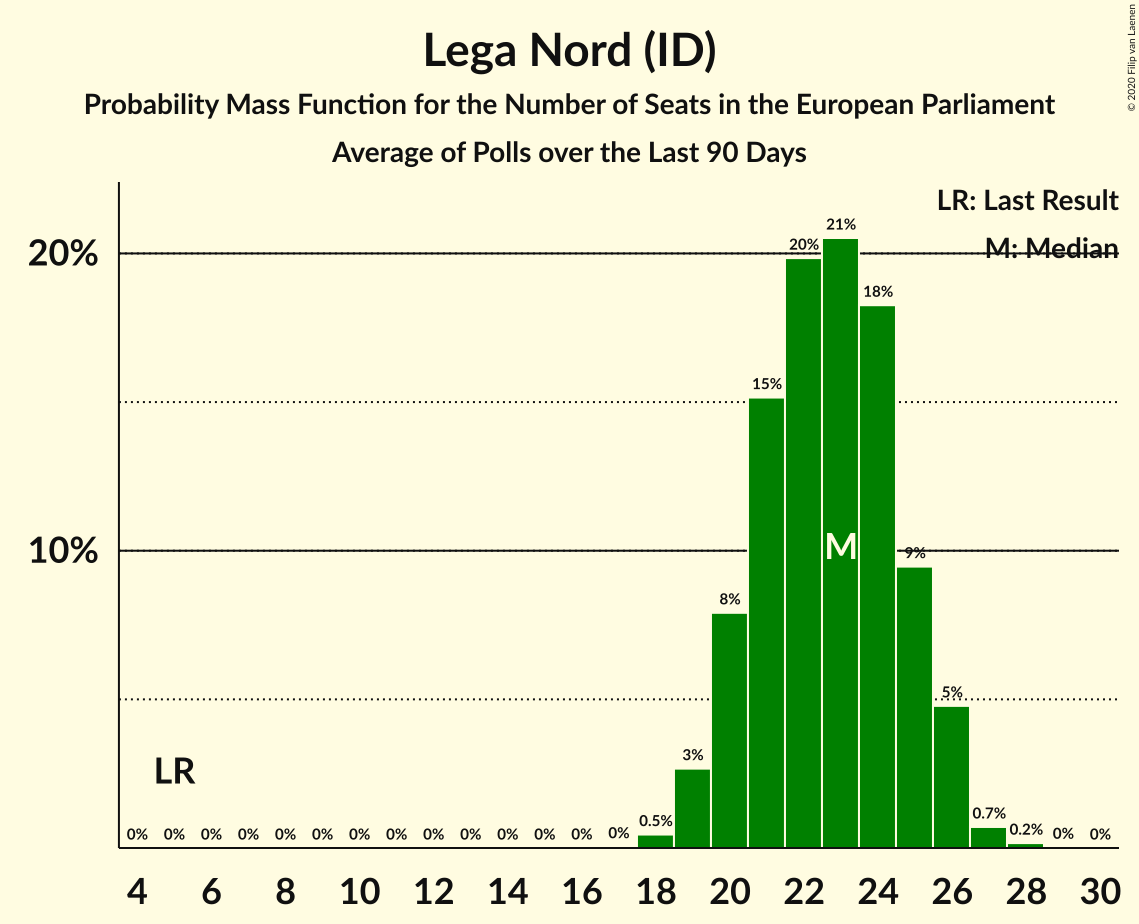 Lega Nord (ID)
Probability Mass Function for the Number of Seats in the European Parliament
Average of Polls over the Last 90 Days
© 2020 Filip van Laenen
LR: Last Result
M: Median
20%
10%
0% 0% 0% 0% 0% 0% 0% 0% 0% 0% 0% 0% 0% 0% 0.5% 3% 8% 15% 20% 21% 18% 9% 5% 0.7% 0.2% 0% 0%
LR
M
4 6 8 10 12 14 16 18 20 22 24 26 28 30